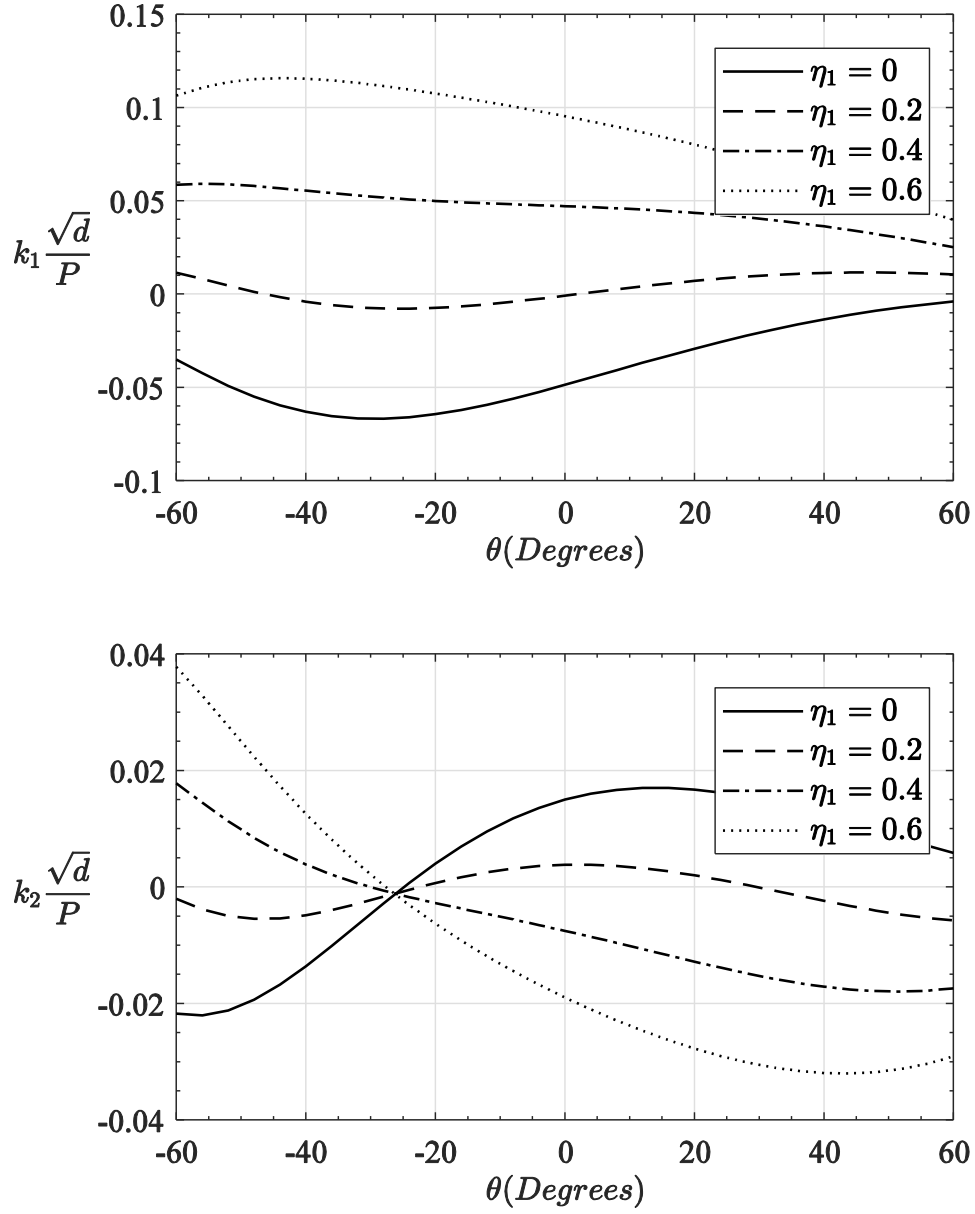 0.15
0.1
0.05
0
-0.05
-0.1
k₁ √d/P
η₁ = 0
η₁ = 0.2
η₁ = 0.4
η₁ = 0.6
-60 -40 -20 0 20 40 60
θ(Degrees)
0.04
0.02
0
-0.02
-0.04
k₂ √d/P
η₁ = 0
η₁ = 0.2
η₁ = 0.4
η₁ = 0.6
-60 -40 -20 0 20 40 60
θ(Degrees)